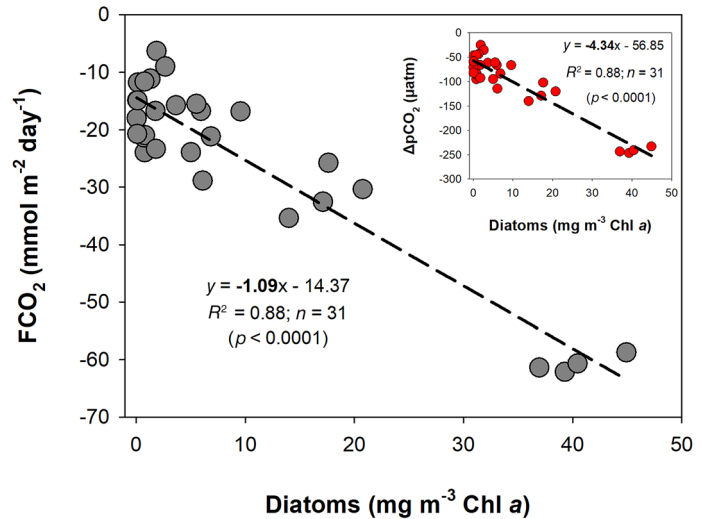 0
-10
-20
-30
-40
-50
-60
-70
FCO2 (mmol m-2 day-1)
0 10 20 30 40 50
Diatoms (mg m-3 Chl a)
y = -1.09x - 14.37
R2 = 0.88; n = 31
(p < 0.0001)
0
-50
-100
-150
-200
-250
-300
ΔpCO2 (μatm)
y = -4.34x - 56.85
R2 = 0.88; n = 31
(p < 0.0001)
0 10 20 30 40 50
Diatoms (mg m-3 Chl a)